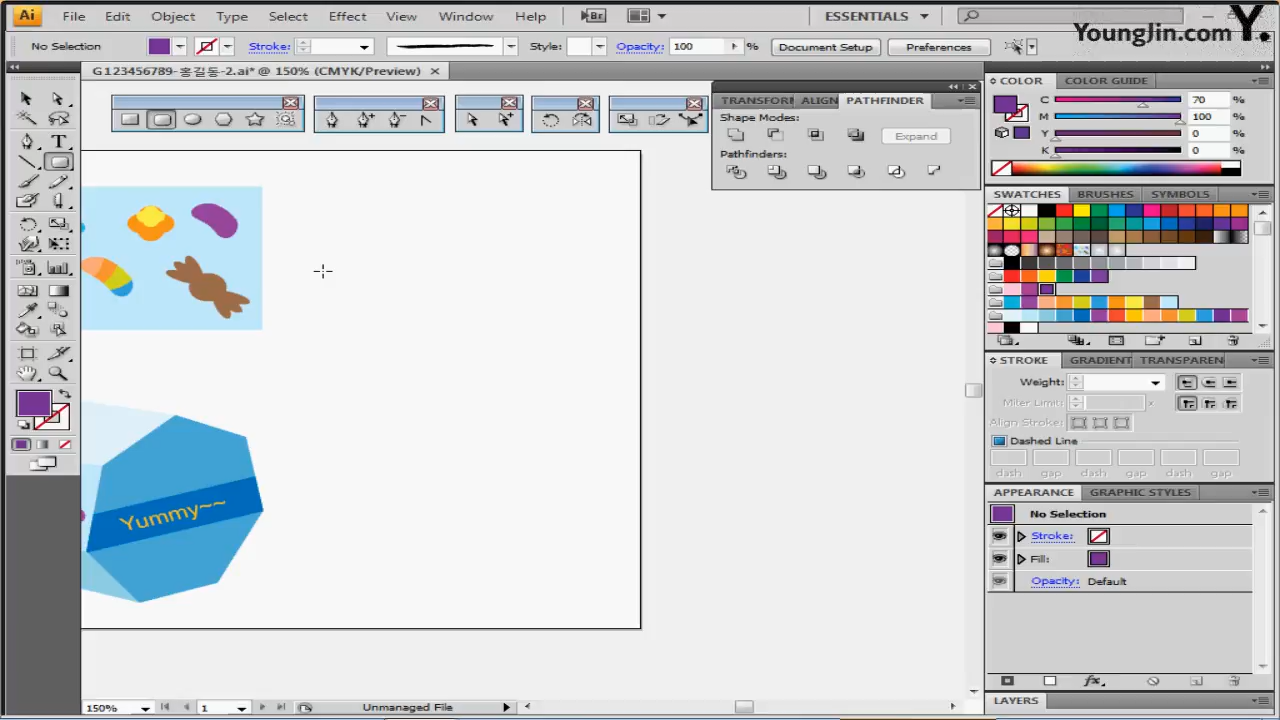 Ai File Edit Object Type Select Effect View Window Help Br ESSENTIALS
YoungJin.com Y.
No Selection Stroke: Style: Opacity: 100 % Document Setup Preferences
G123456789-홍길동-2.ai* @ 150% (CMYK/Preview)
TRANSFORM ALIGN PATHFINDER
Shape Modes:
Expand
Pathfinders:
COLOR COLOR GUIDE
C 70 %
M 100 %
Y 0 %
K 0 %
SWATCHES BRUSHES SYMBOLS
STROKE GRADIENT TRANSPAREN
Weight:
Miter Limit: x
Align Stroke:
Dashed Line
dash gap dash gap dash gap
APPEARANCE GRAPHIC STYLES
No Selection
Stroke:
Fill:
Opacity: Default
LAYERS
Yummy~~
150% 1 Unmanaged File